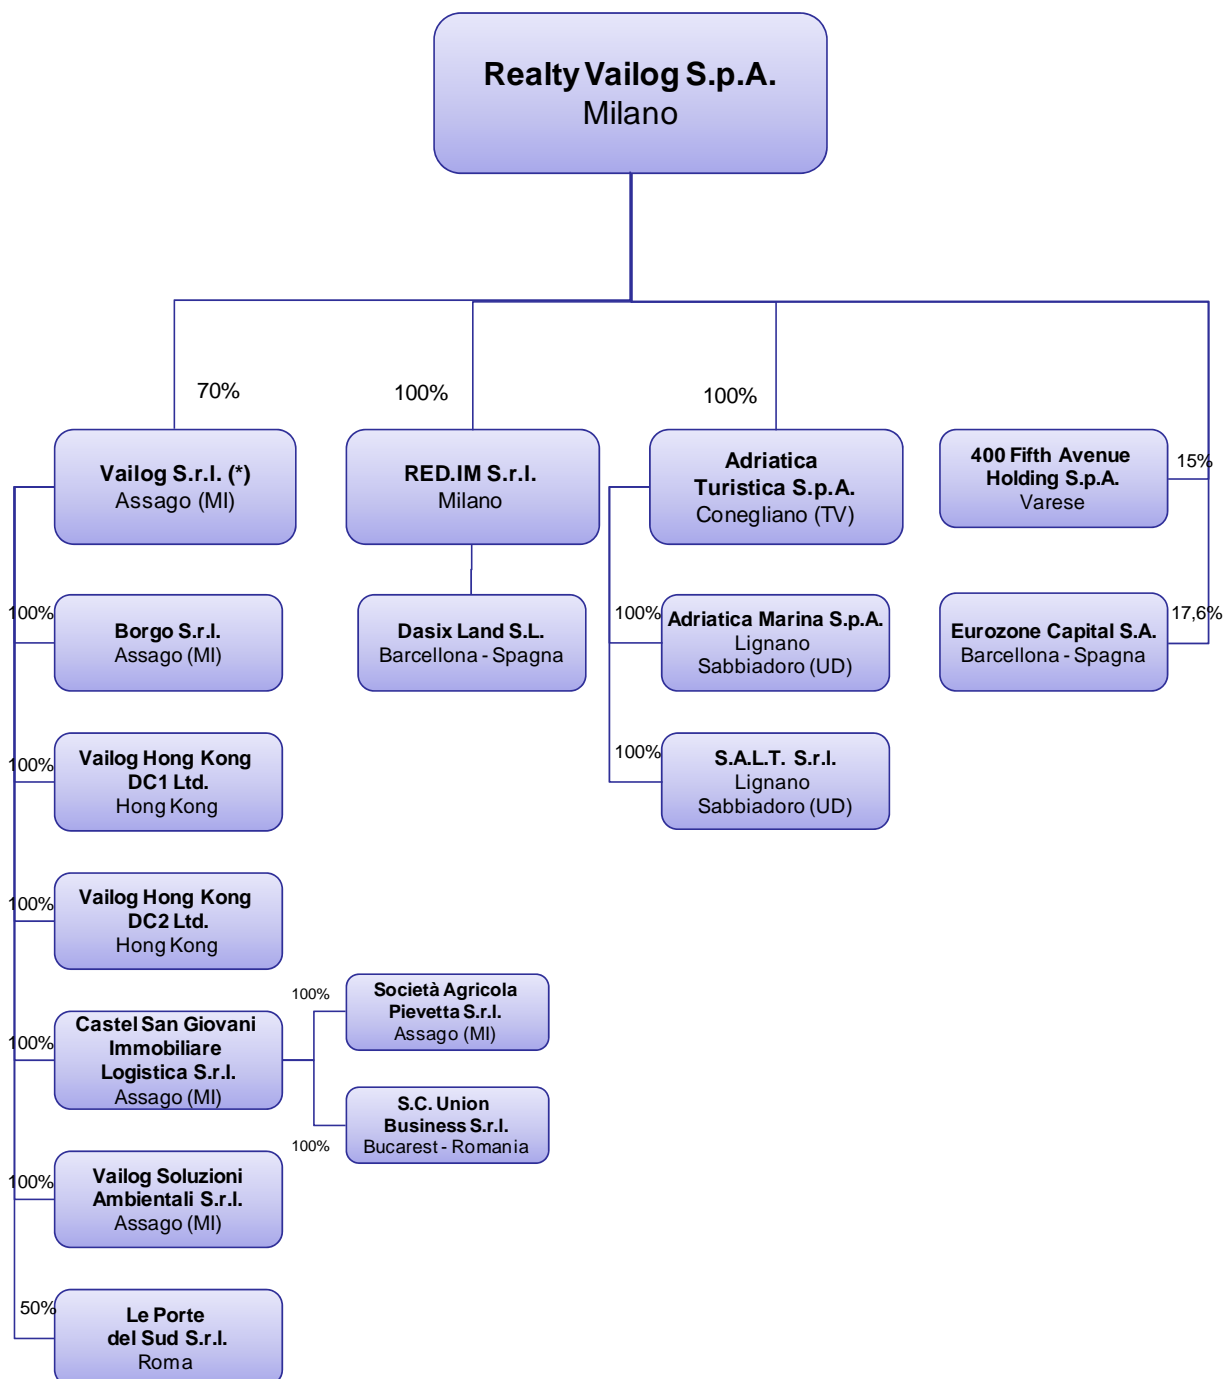 Realty Vailog S.p.A.
Milano
70%
100%
100%
Vailog S.r.l. (*)
Assago (MI)
RED.IM S.r.l.
Milano
Adriatica
Turistica S.p.A.
Conegliano (TV)
400 Fifth Avenue
Holding S.p.A.
Varese
15%
100%
Borgo S.r.l.
Assago (MI)
Dasix Land S.L.
Barcellona - Spagna
100%
Adriatica Marina S.p.A.
Lignano
Sabbiadoro (UD)
17,6%
Eurozone Capital S.A.
Barcellona - Spagna
100%
Vailog Hong Kong
DC1 Ltd.
Hong Kong
100%
S.A.L.T. S.r.l.
Lignano
Sabbiadoro (UD)
100%
Vailog Hong Kong
DC2 Ltd.
Hong Kong
100%
Castel San Giovani
Immobiliare
Logistica S.r.l.
Assago (MI)
100%
Società Agricola
Pievetta S.r.l.
Assago (MI)
100%
S.C. Union
Business S.r.l.
Bucarest - Romania
100%
Vailog Soluzioni
Ambientali S.r.l.
Assago (MI)
50%
Le Porte
del Sud S.r.l.
Roma